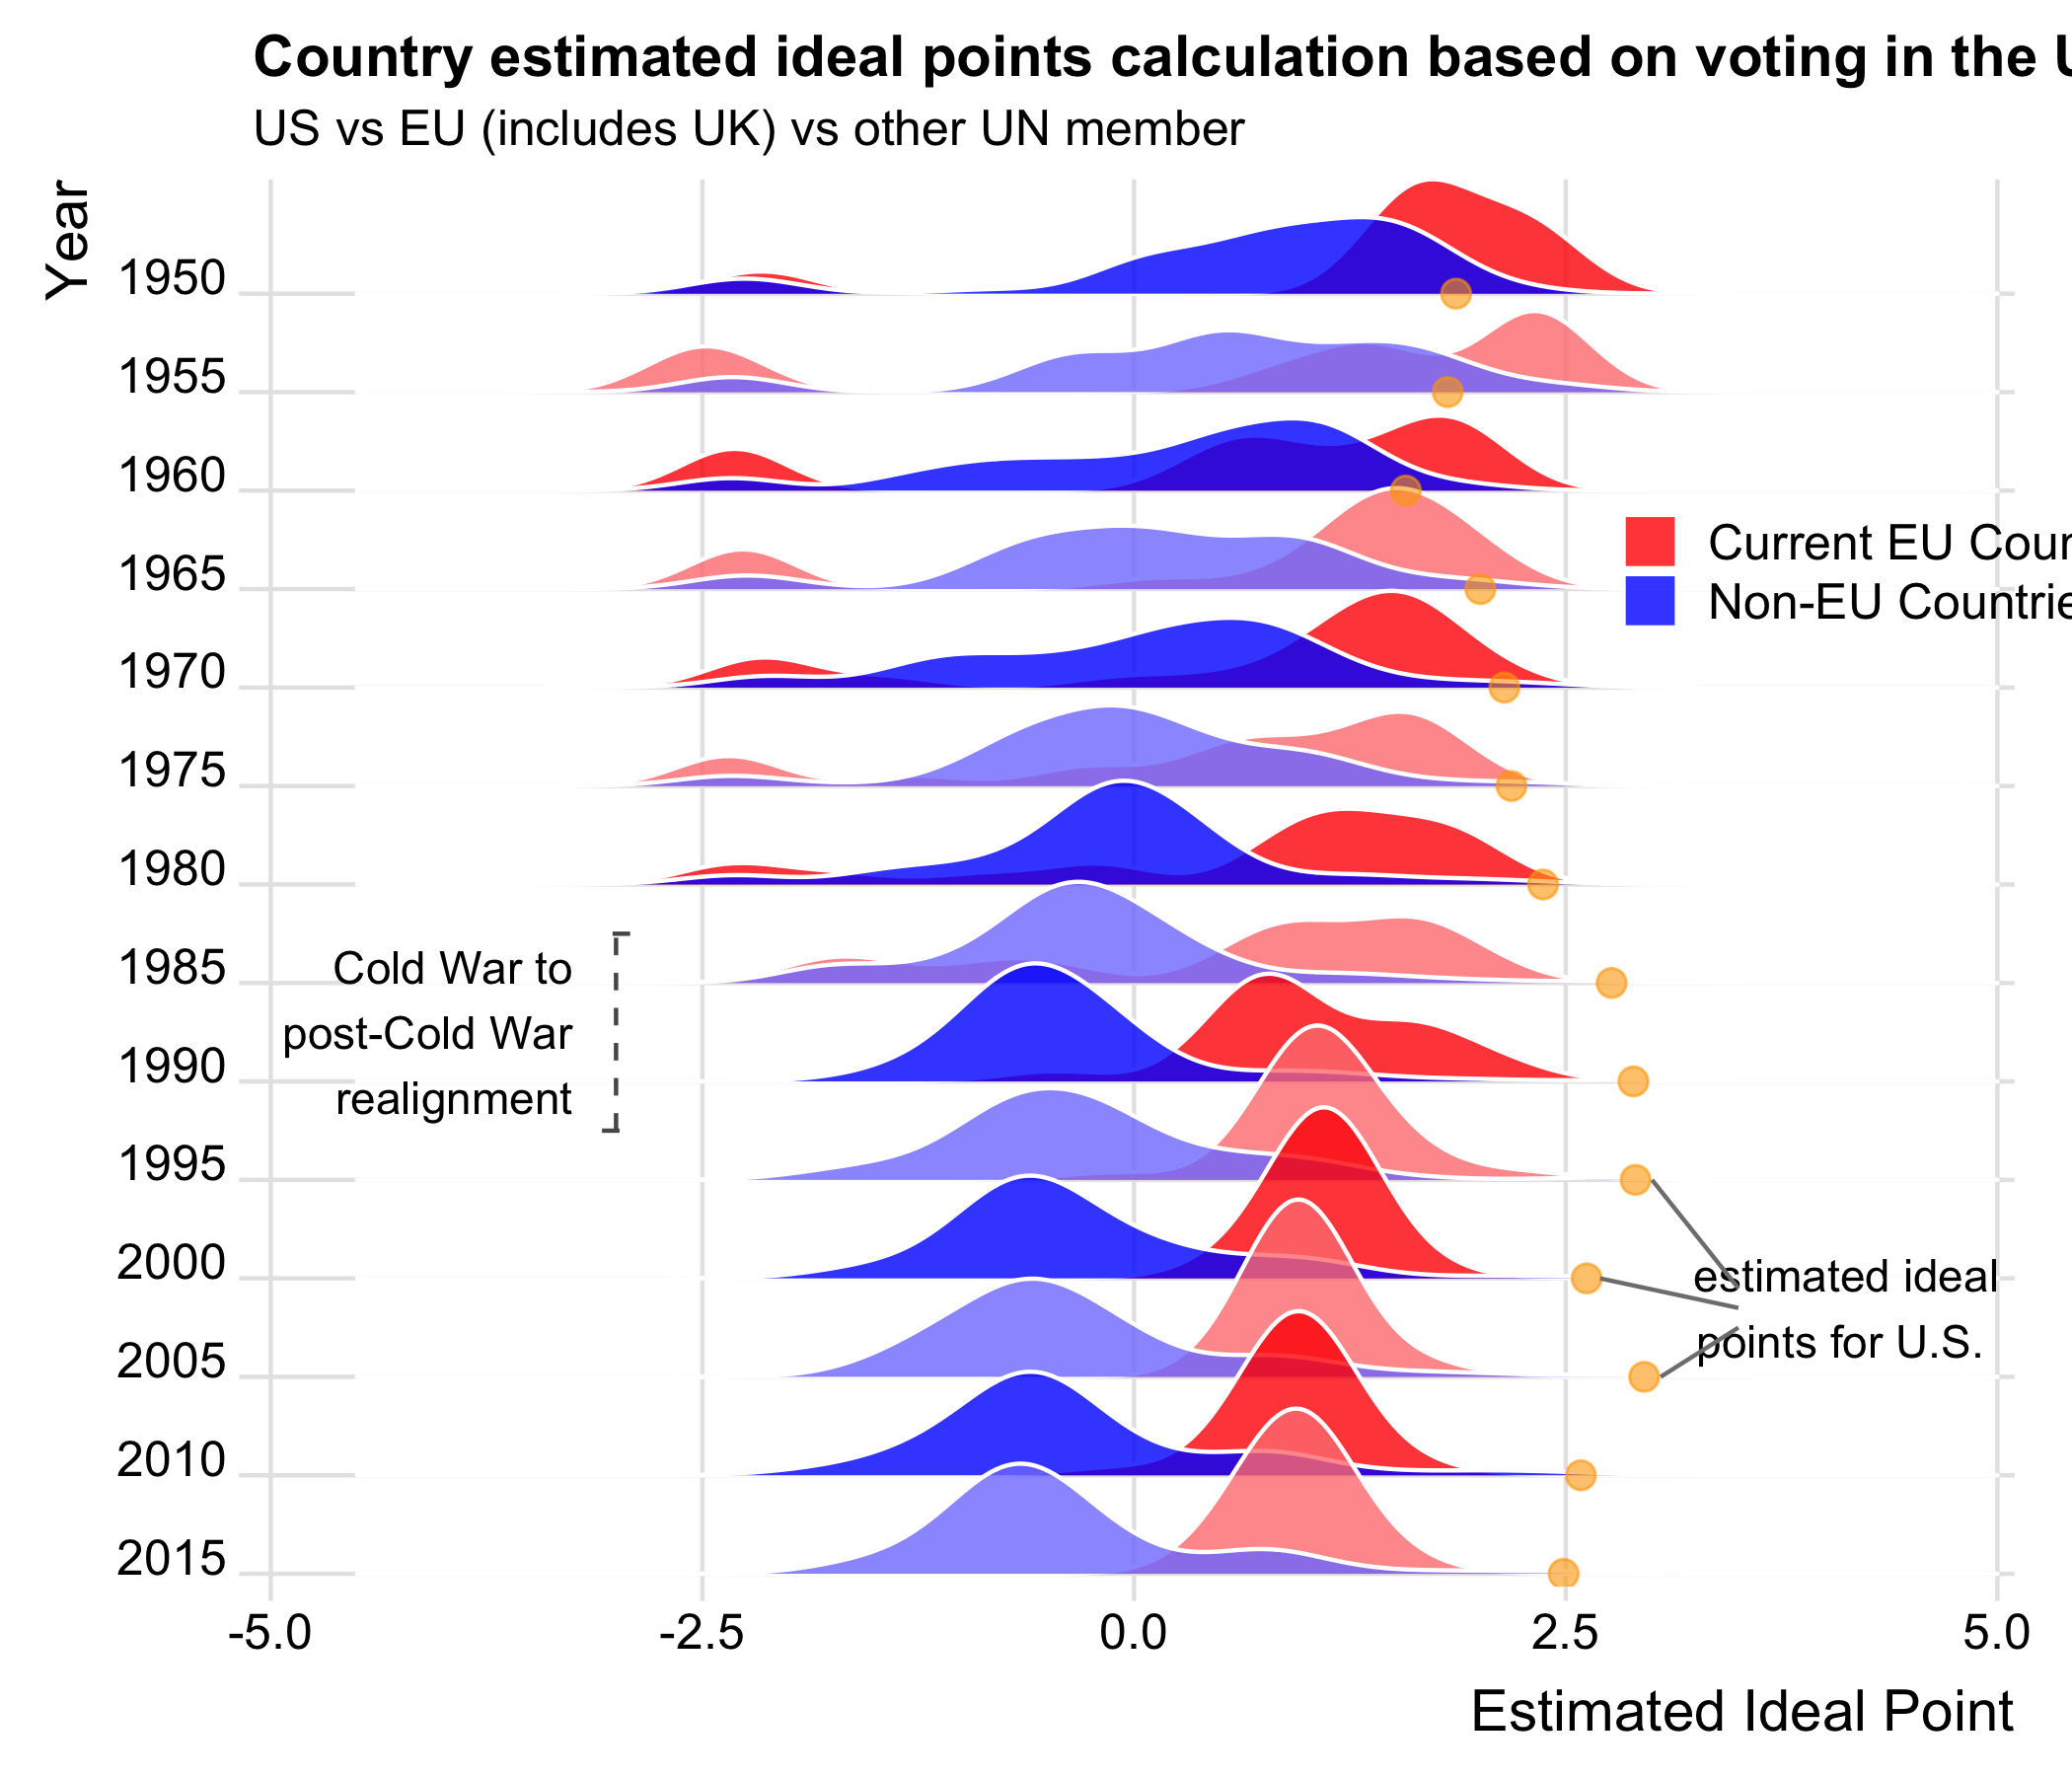 Country estimated ideal points calculation based on voting in the
US vs EU (includes UK) vs other UN member
Year
1950
1955
1960
1965
1970
1975
1980
1985
1990
1995
2000
2005
2010
2015
Current EU
Non-EU
Cold War to
post-Cold War
realignment
estimated ideal
points for U.S.
-5.0
-2.5
0.0
2.5
5.0
Estimated Ideal Point